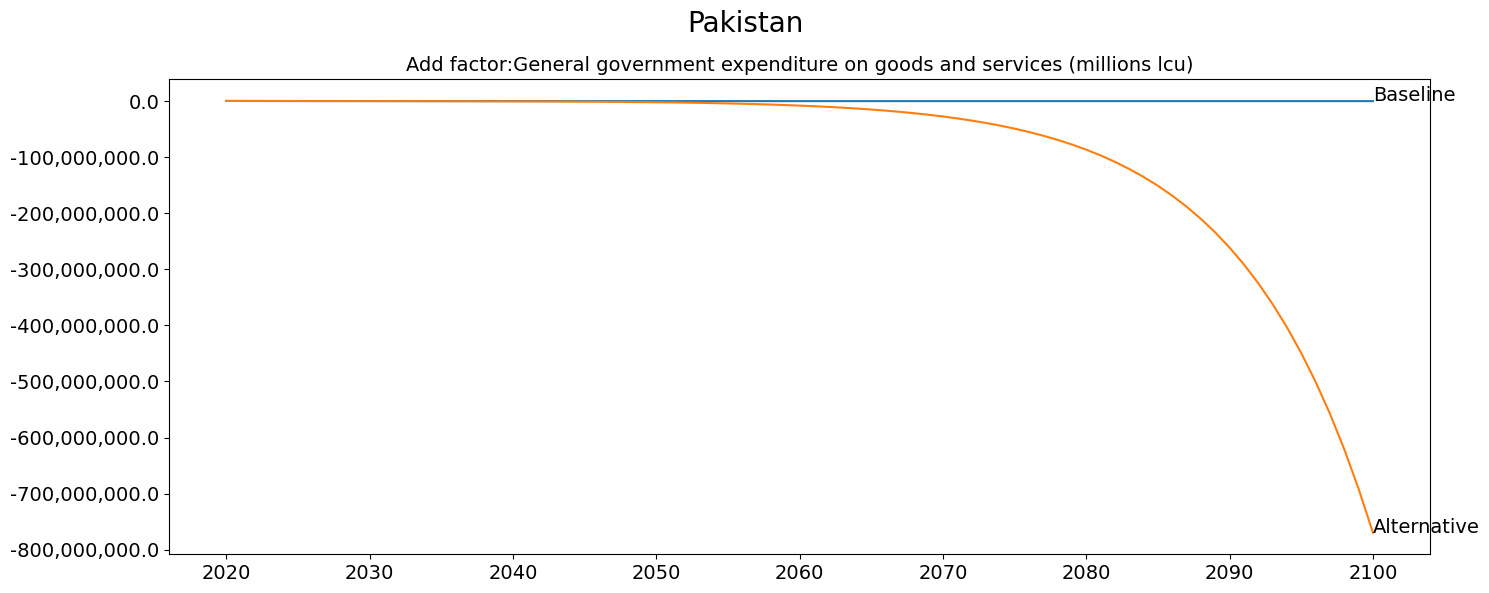 Pakistan
Add factor:General government expenditure on goods and services (millions lcu)
0.0
Baseline
-100,000,000.0
-200,000,000.0
-300,000,000.0
-400,000,000.0
-500,000,000.0
-600,000,000.0
-700,000,000.0
Alternative
-800,000,000.0
2020 2030 2040 2050 2060 2070 2080 2090 2100